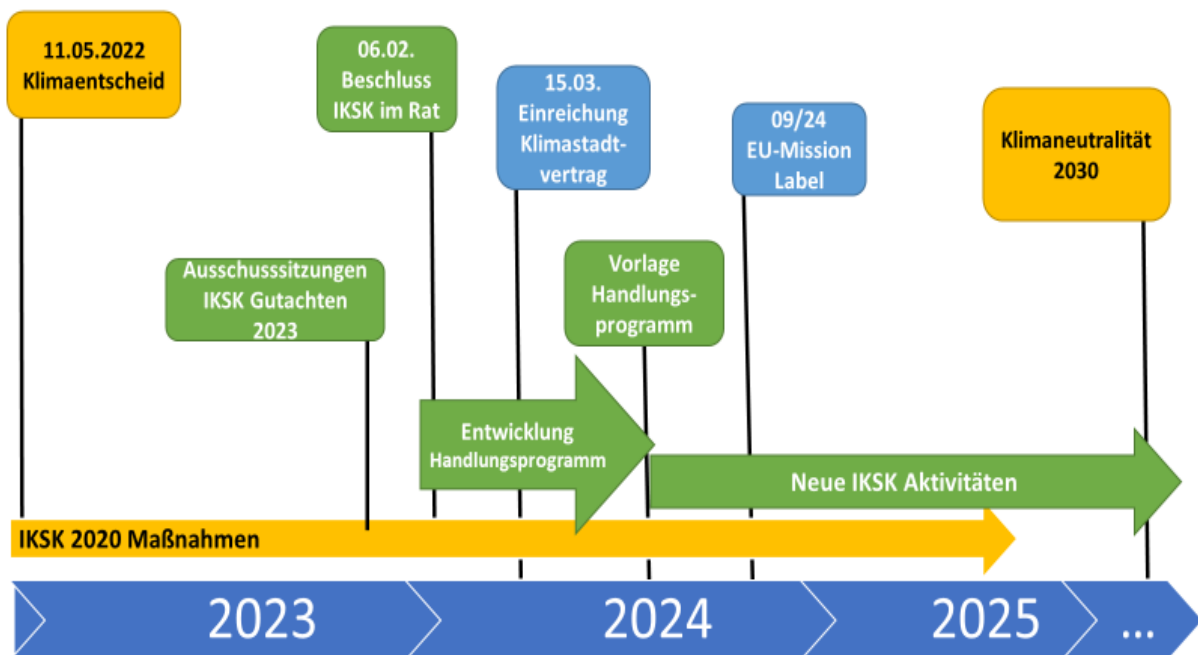 11.05.2022
Klimaentscheid
06.02.
Beschluss
IKSK im Rat
15.03.
Einreichung
Klimastadt-
vertrag
09/24
EU-Mission
Label
Klimaneutralität
2030
Ausschusssitzungen
IKSK Gutachten
2023
Vorlage
Handlungs-
programm
Entwicklung
Handlungsprogramm
Neue IKSK Aktivitäten
IKSK 2020 Maßnahmen
2023
2024
2025
...